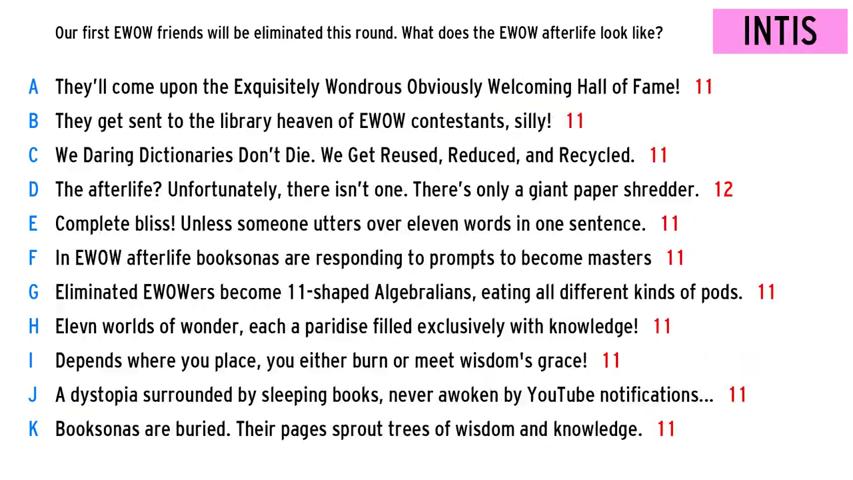 Our first EWOW friends will be eliminated this round. What does the EWOW afterlife look like?
INTIS
A They'll come upon the Exquisitely Wondrous Obviously Welcoming Hall of Fame! 11
B They get sent to the library heaven of EWOW contestants, silly! 11
C We Daring Dictionaries Don't Die. We Get Reused, Reduced, and Recycled. 11
D The afterlife? Unfortunately, there isn't one. There's only a giant paper shredder. 12
E Complete bliss! Unless someone utters over eleven words in one sentence. 11
F In EWOW afterlife booksonas are responding to prompts to become masters 11
G Eliminated EWOWers become 11-shaped Algebralians, eating all different kinds of pods. 11
H Elevn worlds of wonder, each a paridise filled exclusively with knowledge! 11
I Depends where you place, you either burn or meet wisdom's grace! 11
J A dystopia surrounded by sleeping books, never awoken by YouTube notifications... 11
K Booksonas are buried. Their pages sprout trees of wisdom and knowledge. 11